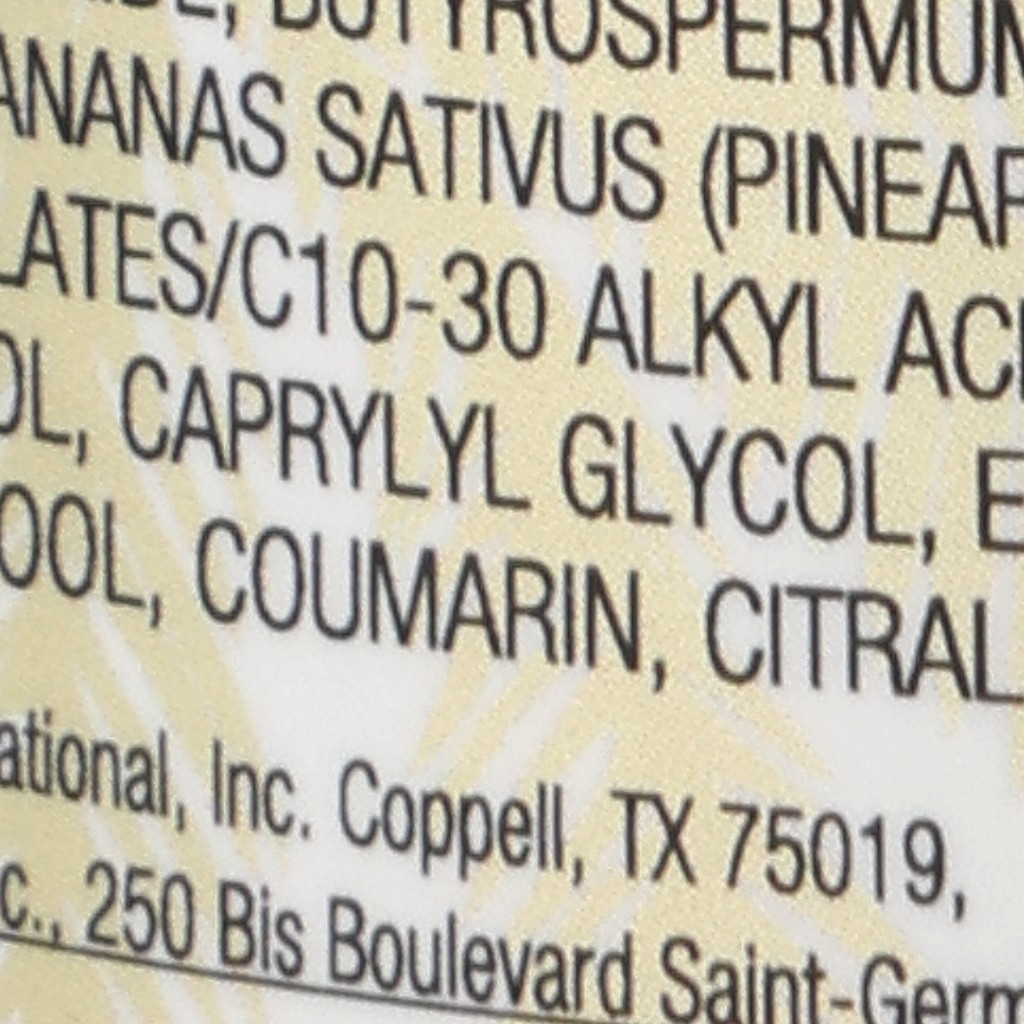 BUTYROSPERMUM
ANANAS SATIVUS (PINEAP
LATES/C10-30 ALKYL ACR
OL, CAPRYLYL GLYCOL, E
OOL, COUMARIN, CITRAL
ational, Inc. Coppell, TX 75019,
c., 250 Bis Boulevard Saint-Germ